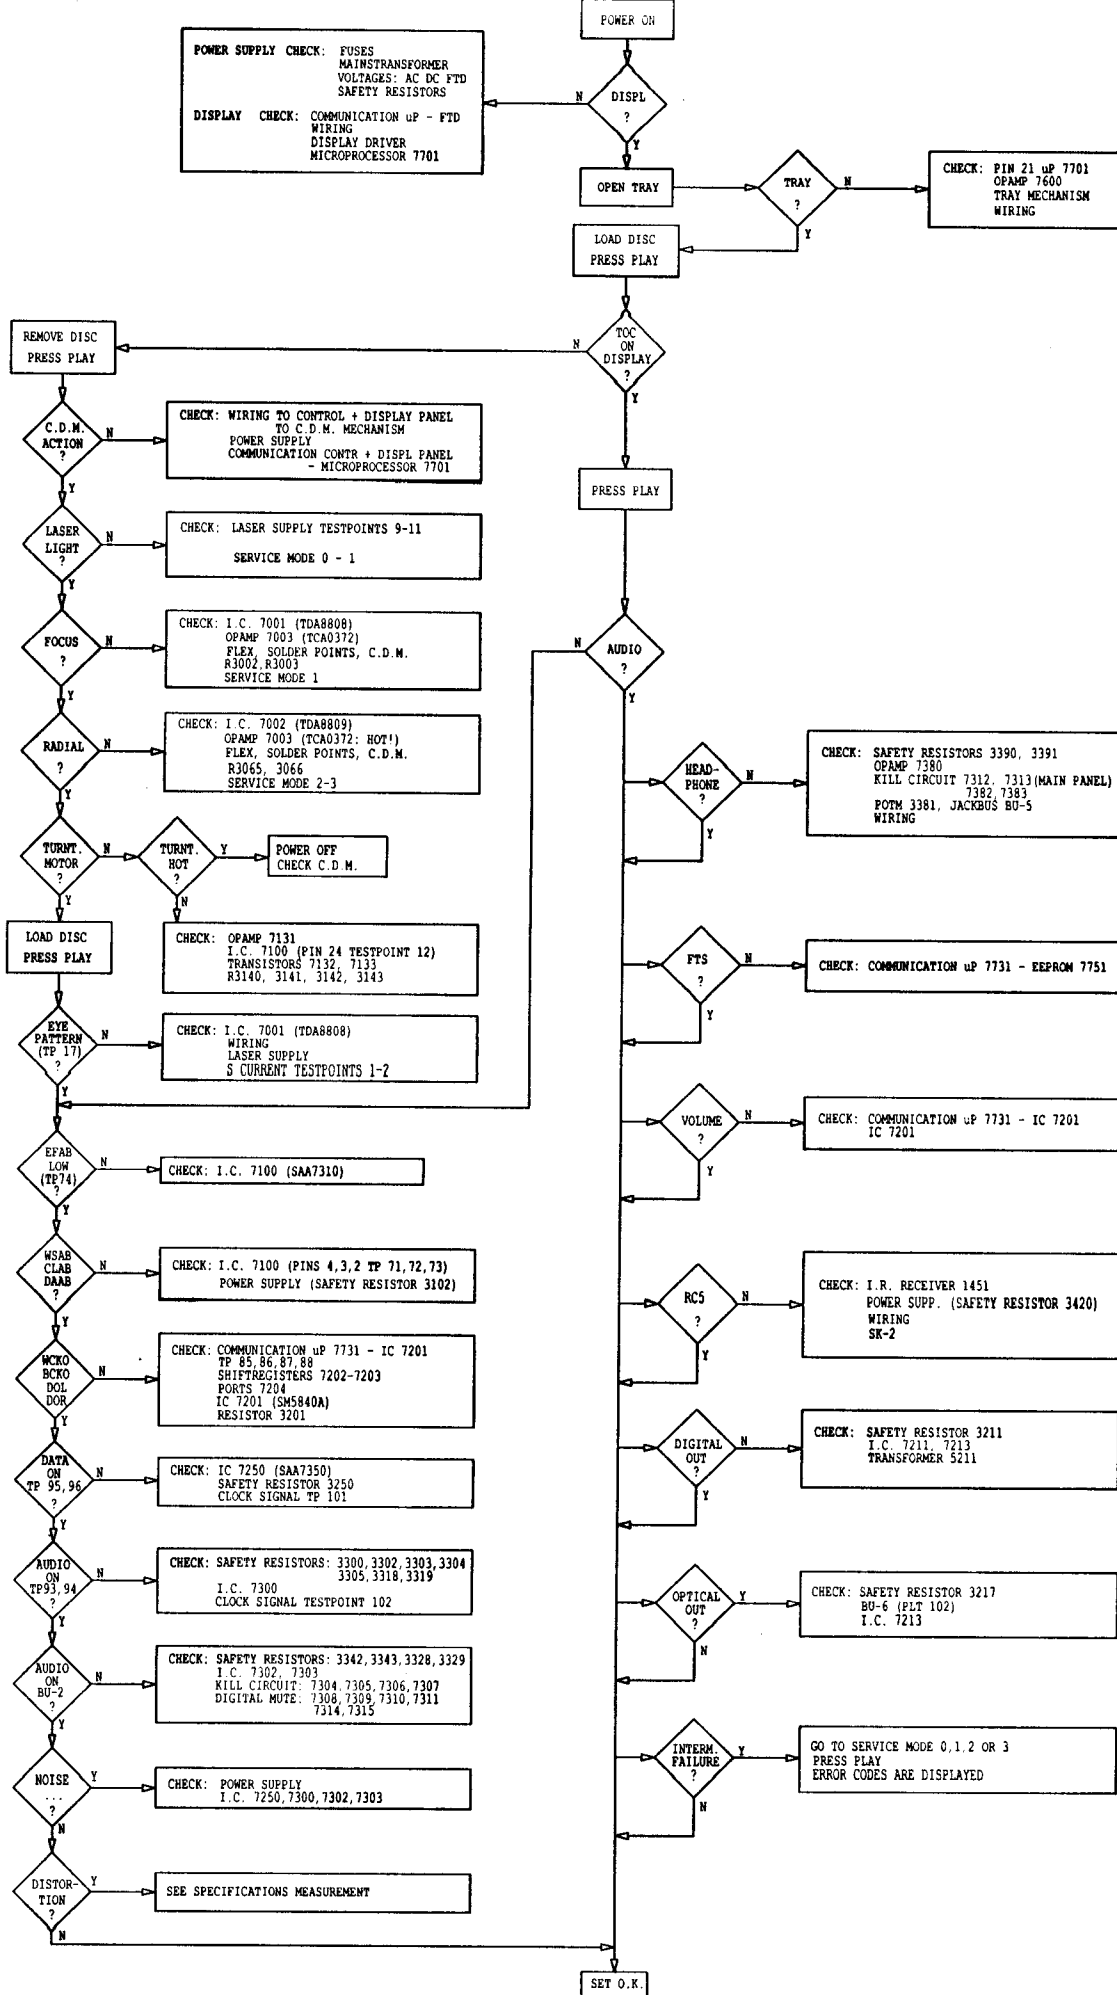 POWER ON
POWER SUPPLY CHECK: FUSES
MAINSTRANSFORMER
VOLTAGES: AC DC FTD
SAFETY RESISTORS
DISPLAY CHECK: COMMUNICATION uP - FTD
WIRING
DISPLAY DRIVER
MICROPROCESSOR 7701
N
DISPL
?
Y
OPEN TRAY
TRAY
?
N
Y
CHECK: PIN 21 uP 7701
OPAMP 7600
TRAY MECHANISM
WIRING
LOAD DISC
PRESS PLAY
TOC
ON
DISPLAY
?
N
Y
REMOVE DISC
PRESS PLAY
C.D.M.
ACTION
?
N
Y
CHECK: WIRING TO CONTROL + DISPLAY PANEL
TO C.D.M. MECHANISM
POWER SUPPLY
COMMUNICATION CONTR + DISPL PANEL
- MICROPROCESSOR 7701
PRESS PLAY
LASER
LIGHT
?
N
Y
CHECK: LASER SUPPLY TESTPOINTS 9-11
SERVICE MODE 0 - 1
FOCUS
?
N
Y
CHECK: I.C. 7001 (TDA8808)
OPAMP 7003 (TCA0372)
FLEX, SOLDER POINTS, C.D.M.
R3002,R3003
SERVICE MODE 1
N
AUDIO
?
Y
RADIAL
?
N
Y
CHECK: I.C. 7002 (TDA8809)
OPAMP 7003 (TCA0372: HOT!)
FLEX, SOLDER POINTS, C.D.M.
R3065, 3066
SERVICE MODE 2-3
HEAD-
PHONE
?
N
Y
CHECK: SAFETY RESISTORS 3390, 3391
OPAMP 7380
KILL CIRCUIT 7312, 7313(MAIN PANEL)
7382,7383
POTM 3381, JACKBUS BU-5
WIRING
TURNT.
MOTOR
?
N
Y
TURNT.
HOT
?
Y
N
POWER OFF
CHECK C.D.M.
LOAD DISC
PRESS PLAY
CHECK: OPAMP 7131
I.C. 7100 (PIN 24 TESTPOINT 12)
TRANSISTORS 7132, 7133
R3140, 3141, 3142, 3143
FTS
?
N
Y
CHECK: COMMUNICATION uP 7731 - EEPROM 7751
EYE
PATTERN
(TP 17)
?
N
Y
CHECK: I.C. 7001 (TDA8808)
WIRING
LASER SUPPLY
S CURRENT TESTPOINTS 1-2
VOLUME
?
N
Y
CHECK: COMMUNICATION uP 7731 - IC 7201
IC 7201
EFAB
LOW
(TP74)
?
N
Y
CHECK: I.C. 7100 (SAA7310)
WSAB
CLAB
DAAB
?
N
Y
CHECK: I.C. 7100 (PINS 4,3,2 TP 71,72,73)
POWER SUPPLY (SAFETY RESISTOR 3102)
RC5
?
N
Y
CHECK: I.R. RECEIVER 1451
POWER SUPP. (SAFETY RESISTOR 3420)
WIRING
SK-2
WCKO
BCKO
DOL
DOR
N
Y
CHECK: COMMUNICATION uP 7731 - IC 7201
TP 85,86,87,88
SHIFTREGISTERS 7202-7203
PORTS 7204
IC 7201 (SM5840A)
RESISTOR 3201
DIGITAL
OUT
?
N
Y
CHECK: SAFETY RESISTOR 3211
I.C. 7211, 7213
TRANSFORMER 5211
DATA
ON
TP 95,96
?
N
Y
CHECK: IC 7250 (SAA7350)
SAFETY RESISTOR 3250
CLOCK SIGNAL TP 101
AUDIO
ON
TP93,94
?
N
Y
CHECK: SAFETY RESISTORS: 3300,3302,3303,3304
3305,3318,3319
I.C. 7300
CLOCK SIGNAL TESTPOINT 102
OPTICAL
OUT
?
Y
N
CHECK: SAFETY RESISTOR 3217
BU-6 (PLT 102)
I.C. 7213
AUDIO
ON
BU-2
?
N
Y
CHECK: SAFETY RESISTORS: 3342,3343,3328,3329
I.C. 7302, 7303
KILL CIRCUIT: 7304,7305,7306,7307
DIGITAL MUTE: 7308,7309,7310,7311
7314,7315
INTERM.
FAILURE
?
Y
N
GO TO SERVICE MODE 0,1,2 OR 3
PRESS PLAY
ERROR CODES ARE DISPLAYED
NOISE
...
?
Y
N
CHECK: POWER SUPPLY
I.C. 7250,7300,7302,7303
DISTOR-
TION
?
Y
N
SEE SPECIFICATIONS MEASUREMENT
SET O.K.